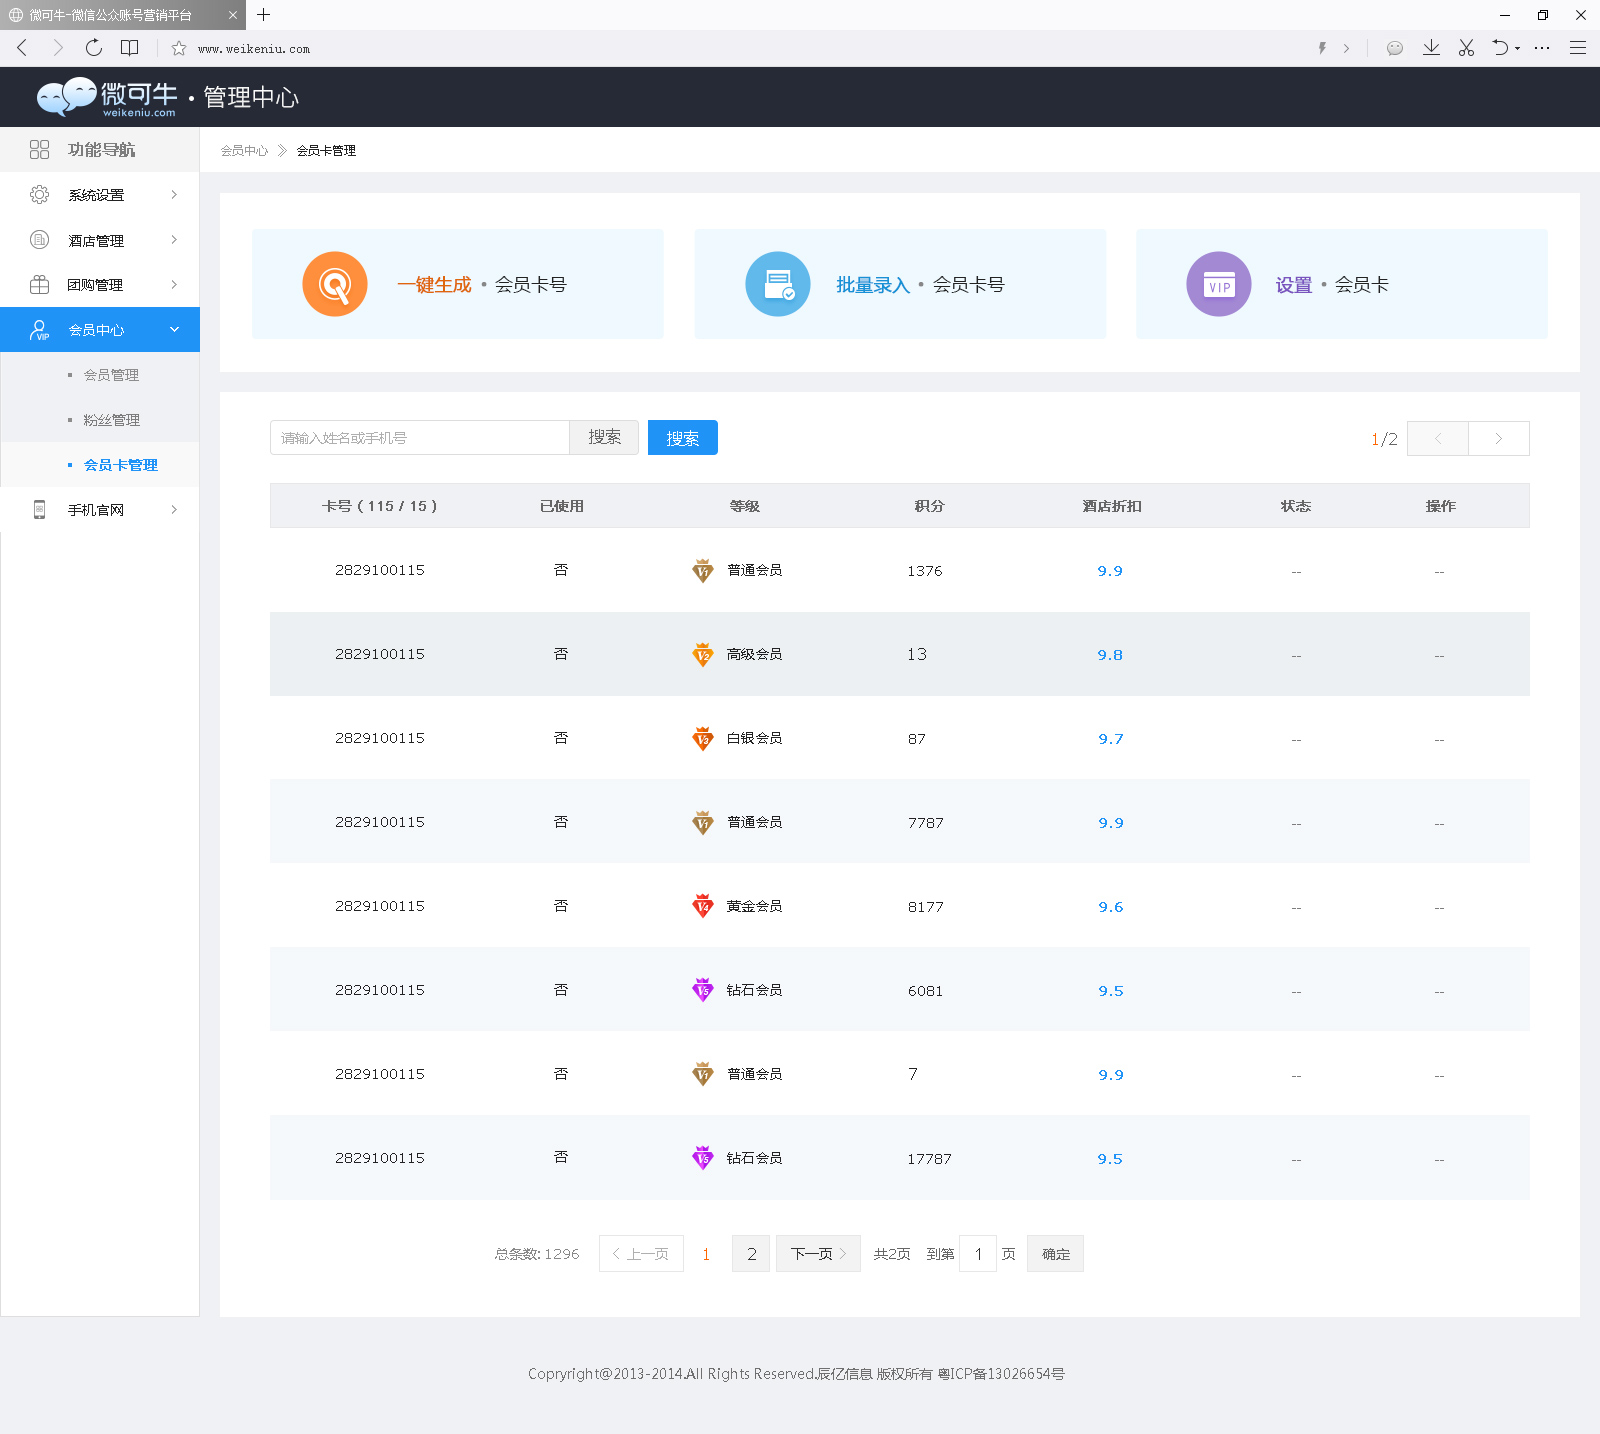 微可牛-微信公众账号营销平台
www.weikeniu.com
微可牛 • 管理中心
weikeniu.com
功能导航
会员中心 会员卡管理
系统设置
酒店管理
团购管理
会员中心
VIP
会员管理
粉丝管理
会员卡管理
手机官网
一键生成 • 会员卡号
批量录入 • 会员卡号
VIP
设置 • 会员卡
请输入姓名或手机号 搜索 搜索 1/2
卡号 ( 115 / 15 ) 已使用 等级 积分 酒店折扣 状态 操作
2829100115 否 V1 普通会员 1376 9.9 -- --
2829100115 否 V2 高级会员 13 9.8 -- --
2829100115 否 V3 白银会员 87 9.7 -- --
2829100115 否 V1 普通会员 7787 9.9 -- --
2829100115 否 V4 黄金会员 8177 9.6 -- --
2829100115 否 V5 钻石会员 6081 9.5 -- --
2829100115 否 V1 普通会员 7 9.9 -- --
2829100115 否 V5 钻石会员 17787 9.5 -- --
总条数: 1296 上一页 1 2 下一页 共2页 到第 1 页 确定
Copryright@2013-2014.All Rights Reserved.辰亿信息 版权所有 粤ICP备13026654号